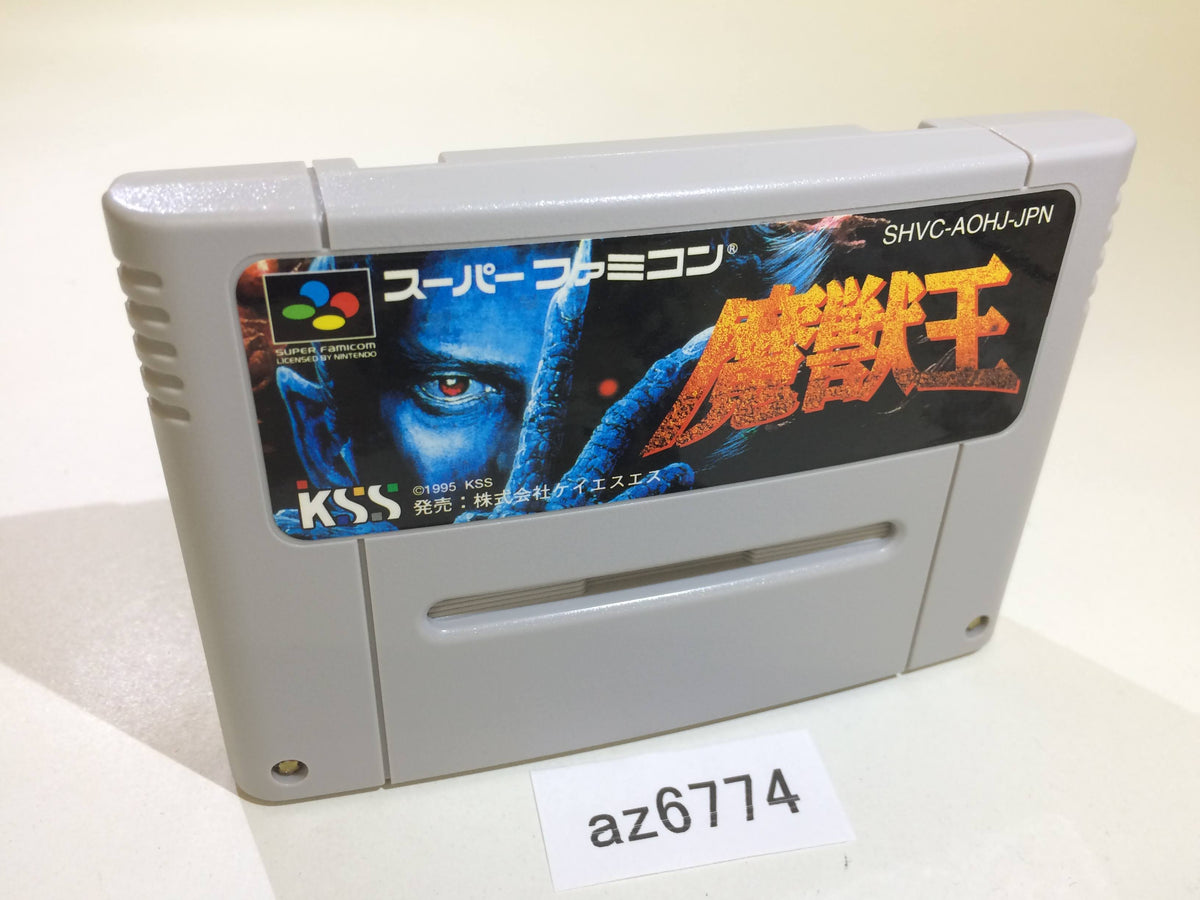 スーパーファミコン®
SHVC-AOHJ-JPN
SUPER FAMICOM
LICENSED BY NINTENDO
魔獣王
KSS
©1995 KSS
発売：株式会社ケイエスエス
az6774